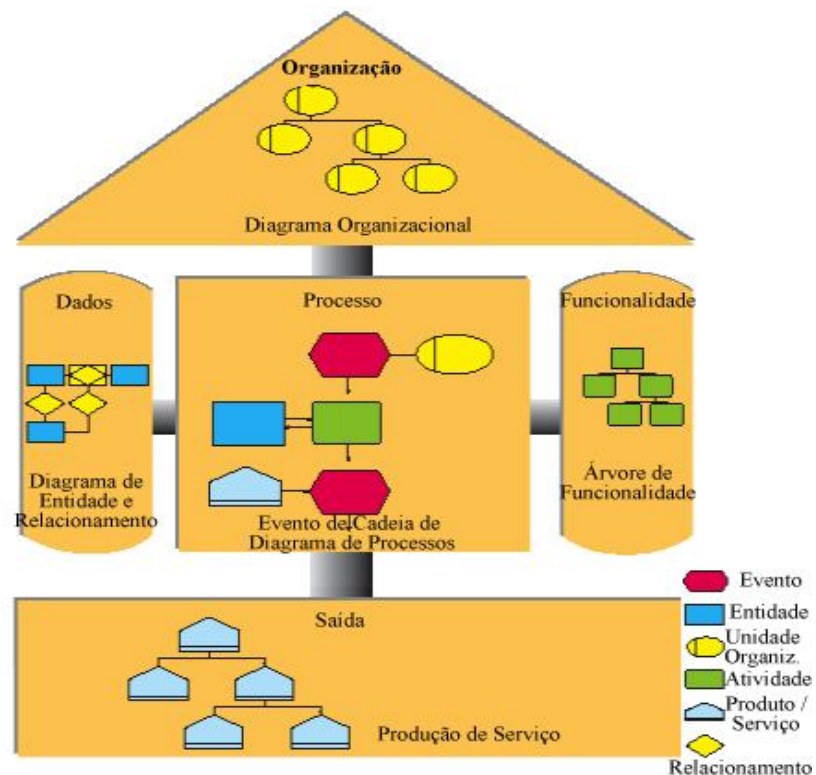 Organização
Diagrama Organizacional
Dados
Diagrama de
Entidade e
Relacionamento
Processo
Evento de Cadeia de
Diagrama de Processos
Funcionalidade
Árvore de
Funcionalidade
Saída
Produção de Serviço
Evento
Entidade
Unidade
Organiz.
Atividade
Produto /
Serviço
Relacionamento